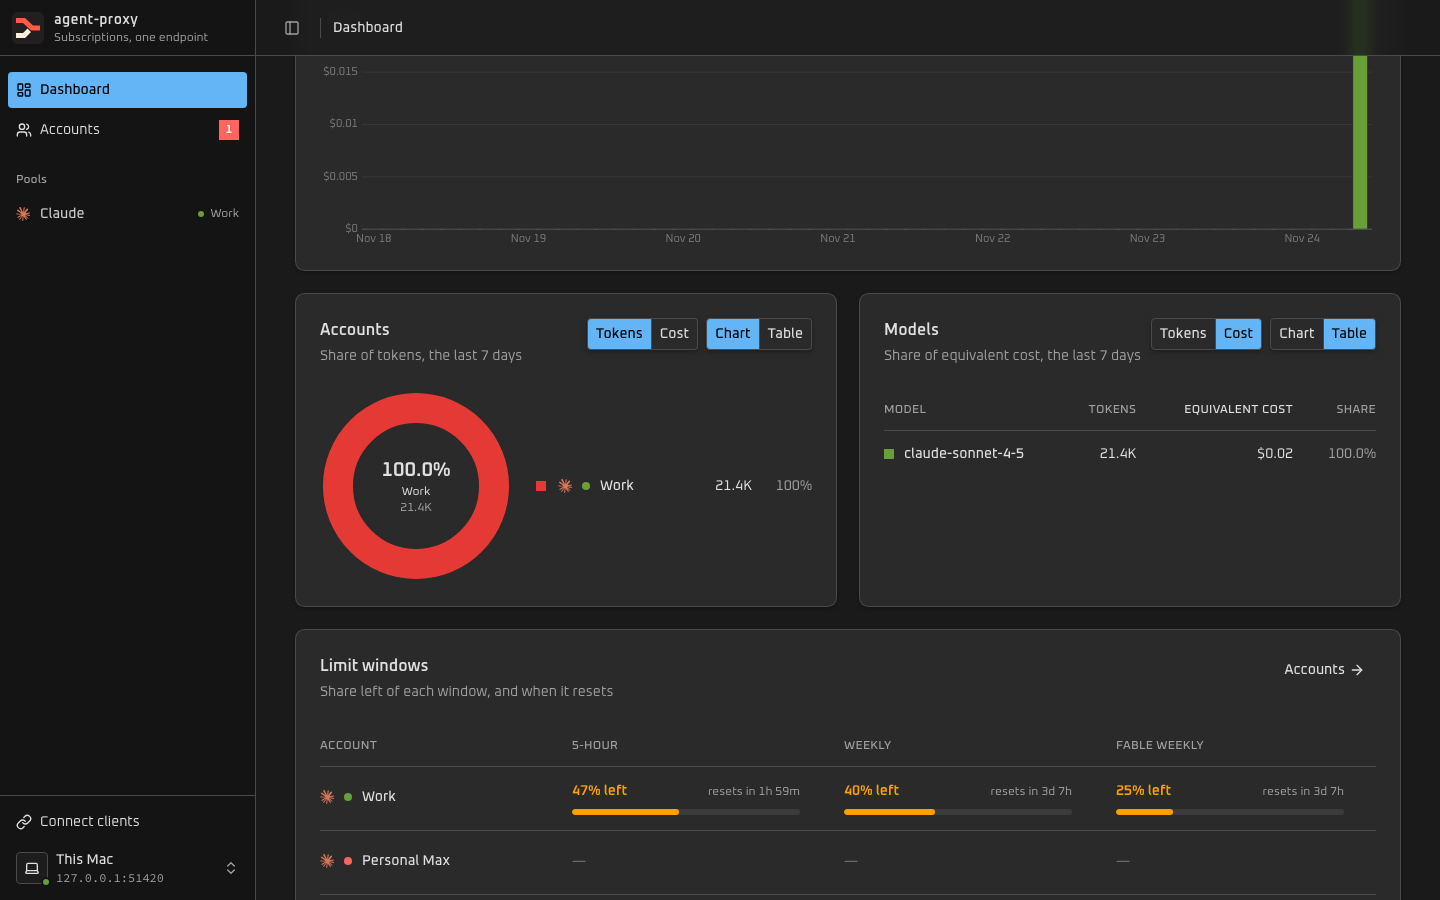 agent-proxy
Subscriptions, one endpoint
Dashboard
Accounts 1
Pools
Claude Work
Connect clients
This Mac
127.0.0.1:51420
Dashboard
$0.015
$0.01
$0.005
$0
Nov 18 Nov 19 Nov 20 Nov 21 Nov 22 Nov 23 Nov 24
Accounts
Share of tokens, the last 7 days
Tokens Cost Chart Table
100.0%
Work
21.4K
Work 21.4K 100%
Models
Share of equivalent cost, the last 7 days
Tokens Cost Chart Table
MODEL TOKENS EQUIVALENT COST SHARE
claude-sonnet-4-5 21.4K $0.02 100.0%
Limit windows
Share left of each window, and when it resets
Accounts →
ACCOUNT 5-HOUR WEEKLY FABLE WEEKLY
Work 47% left resets in 1h 59m 40% left resets in 3d 7h 25% left resets in 3d 7h
Personal Max — — —